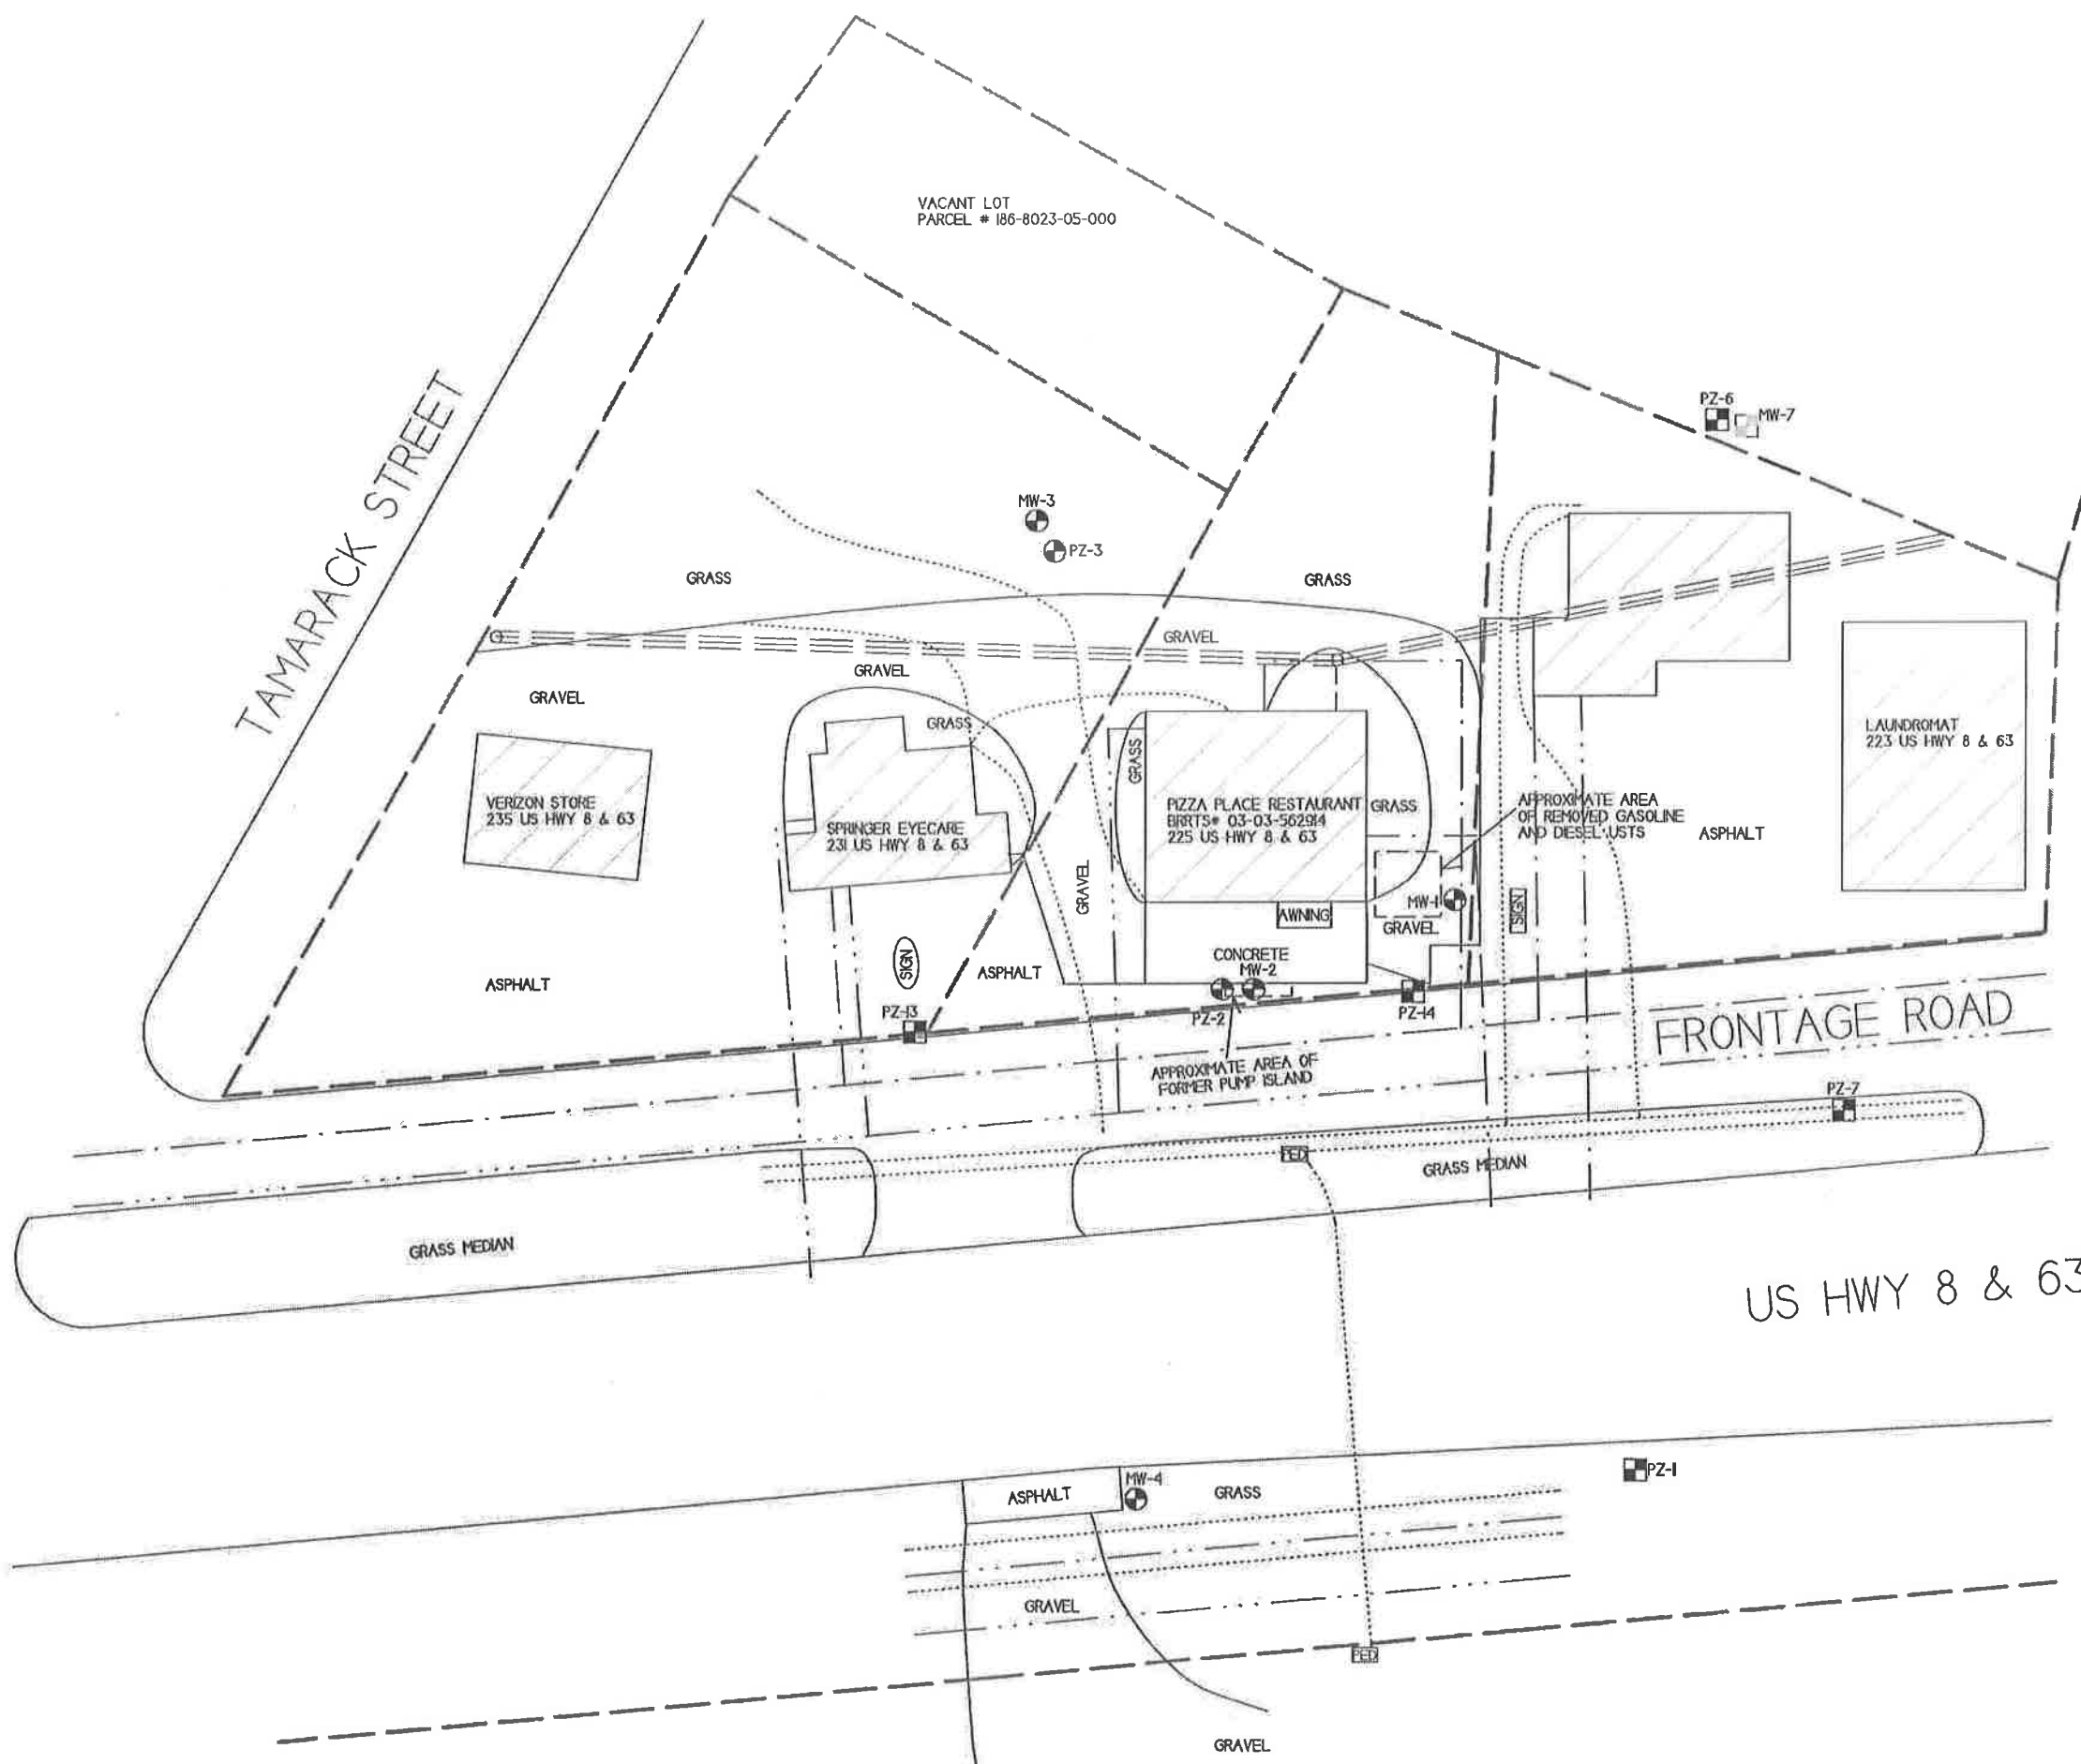 VACANT LOT
PARCEL # 186-8023-05-000
TAMARACK STREET
PZ-6
MW-7
MW-3
PZ-3
GRASS
GRASS
GRAVEL
GRAVEL
GRAVEL
GRASS
GRASS
VERIZON STORE
235 US HWY 8 & 63
SPRINGER EYECARE
231 US HWY 8 & 63
PIZZA PLACE RESTAURANT
BRRTS# 03-03-562914
225 US HWY 8 & 63
GRASS
APPROXIMATE AREA
OF REMOVED GASOLINE
AND DIESEL USTS
ASPHALT
LAUNDROMAT
223 US HWY 8 & 63
GRAVEL
AWNING
MW-1
GRAVEL
SIGN
SIGN
ASPHALT
ASPHALT
CONCRETE
MW-2
PZ-13
PZ-2
PZ-14
APPROXIMATE AREA OF
FORMER PUMP ISLAND
FRONTAGE ROAD
PZ-7
PED
GRASS MEDIAN
GRASS MEDIAN
US HWY 8 & 63
MW-4
ASPHALT
GRASS
PZ-1
GRAVEL
PED
GRAVEL